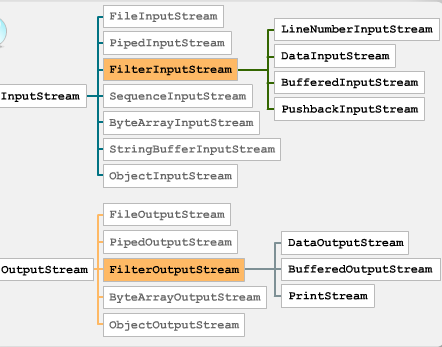 FileInputStream
PipedInputStream
FilterInputStream
SequenceInputStream
ByteArrayInputStream
StringBufferInputStream
ObjectInputStream
InputStream
LineNumberInputStream
DataInputStream
BufferedInputStream
PushbackInputStream
FileOutputStream
PipedOutputStream
FilterOutputStream
ByteArrayOutputStream
ObjectOutputStream
OutputStream
DataOutputStream
BufferedOutputStream
PrintStream